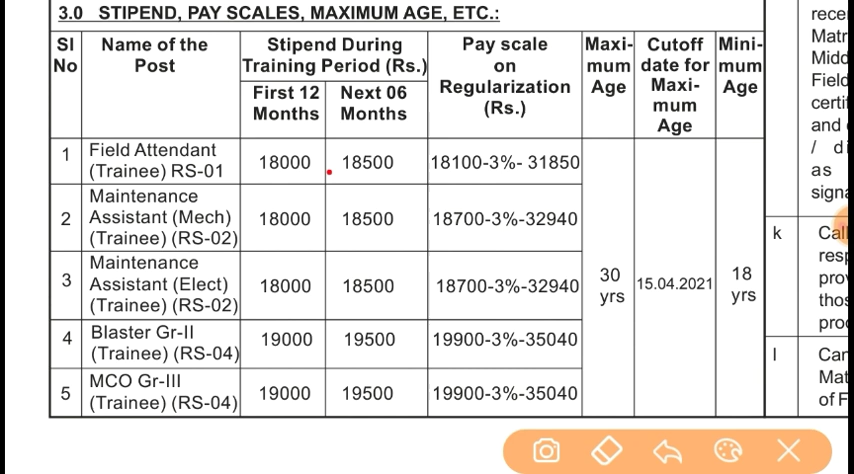 3.0 STIPEND, PAY SCALES, MAXIMUM AGE, ETC.:
Sl No
Name of the Post
Stipend During Training Period (Rs.)
First 12 Months
Next 06 Months
Pay scale on Regularization (Rs.)
Maxi-mum Age
Cutoff date for Maxi-mum Age
Mini-mum Age
1 Field Attendant (Trainee) RS-01 18000 18500 18100-3%- 31850
2 Maintenance Assistant (Mech) (Trainee) (RS-02) 18000 18500 18700-3%-32940
3 Maintenance Assistant (Elect) (Trainee) (RS-02) 18000 18500 18700-3%-32940
4 Blaster Gr-II (Trainee) (RS-04) 19000 19500 19900-3%-35040
5 MCO Gr-III (Trainee) (RS-04) 19000 19500 19900-3%-35040
30 yrs
15.04.2021
18 yrs
and
/
as
k
l
of F